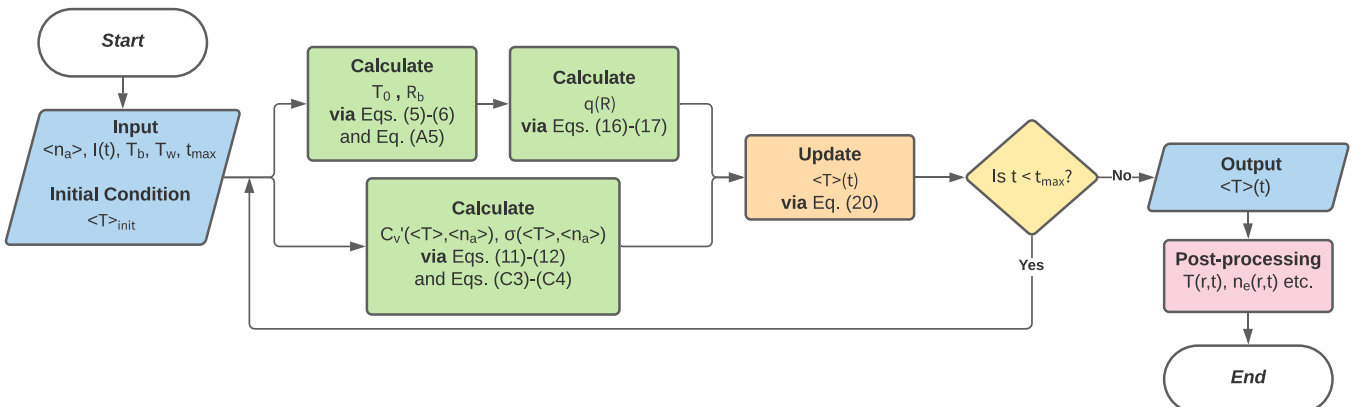 Start
Input
<nₐ>, I(t), T_b, T_w, t_max
Initial Condition
<T>_init
Calculate
T₀ , R_b
via Eqs. (5)-(6)
and Eq. (A5)
Calculate
q(R)
via Eqs. (16)-(17)
Calculate
Cᵥ'(<T>,<nₐ>), σ(<T>,<nₐ>)
via Eqs. (11)-(12)
and Eqs. (C3)-(C4)
Update
<T>(t)
via Eq. (20)
Is t < t_max?
No
Yes
Output
<T>(t)
Post-processing
T(r,t), nₑ(r,t) etc.
End